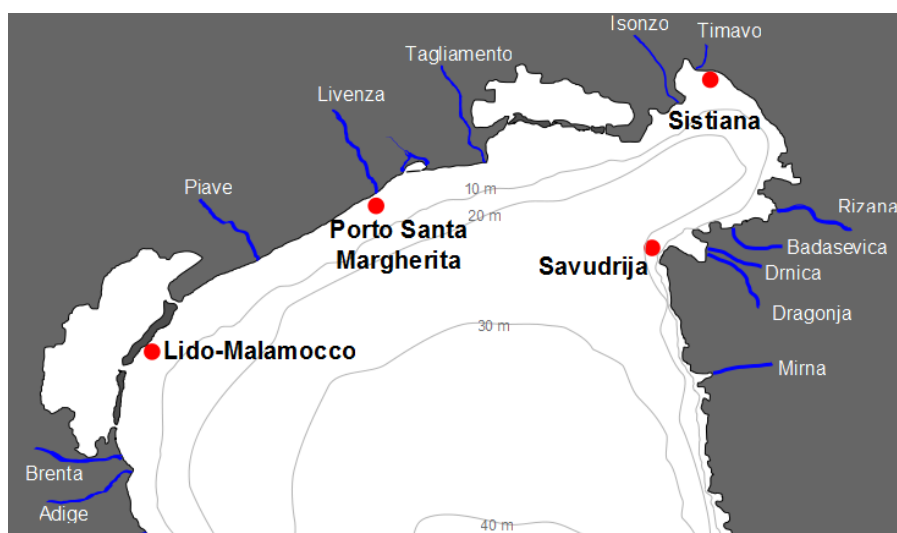 Isonzo
Timavo
Tagliamento
Livenza
Sistiana
Piave
10 m
20 m
Rizana
Porto Santa
Margherita
Badasevica
Savudrija
Drnica
Dragonja
30 m
Lido-Malamocco
Mirna
Brenta
Adige
40 m